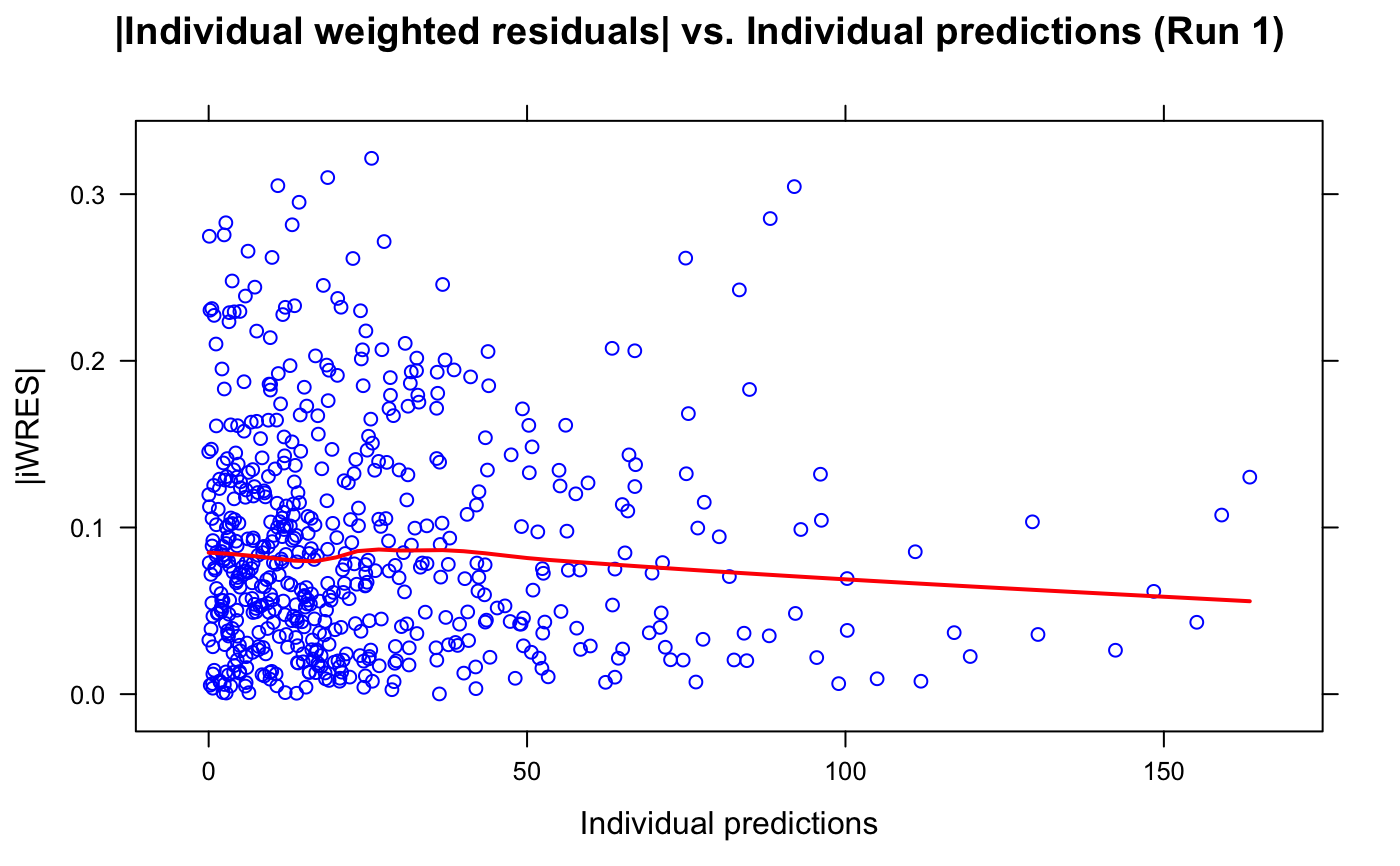 |Individual weighted residuals| vs. Individual predictions (Run 1)
|iWRES|
0.3
0.2
0.1
0.0
0 50 100 150
Individual predictions